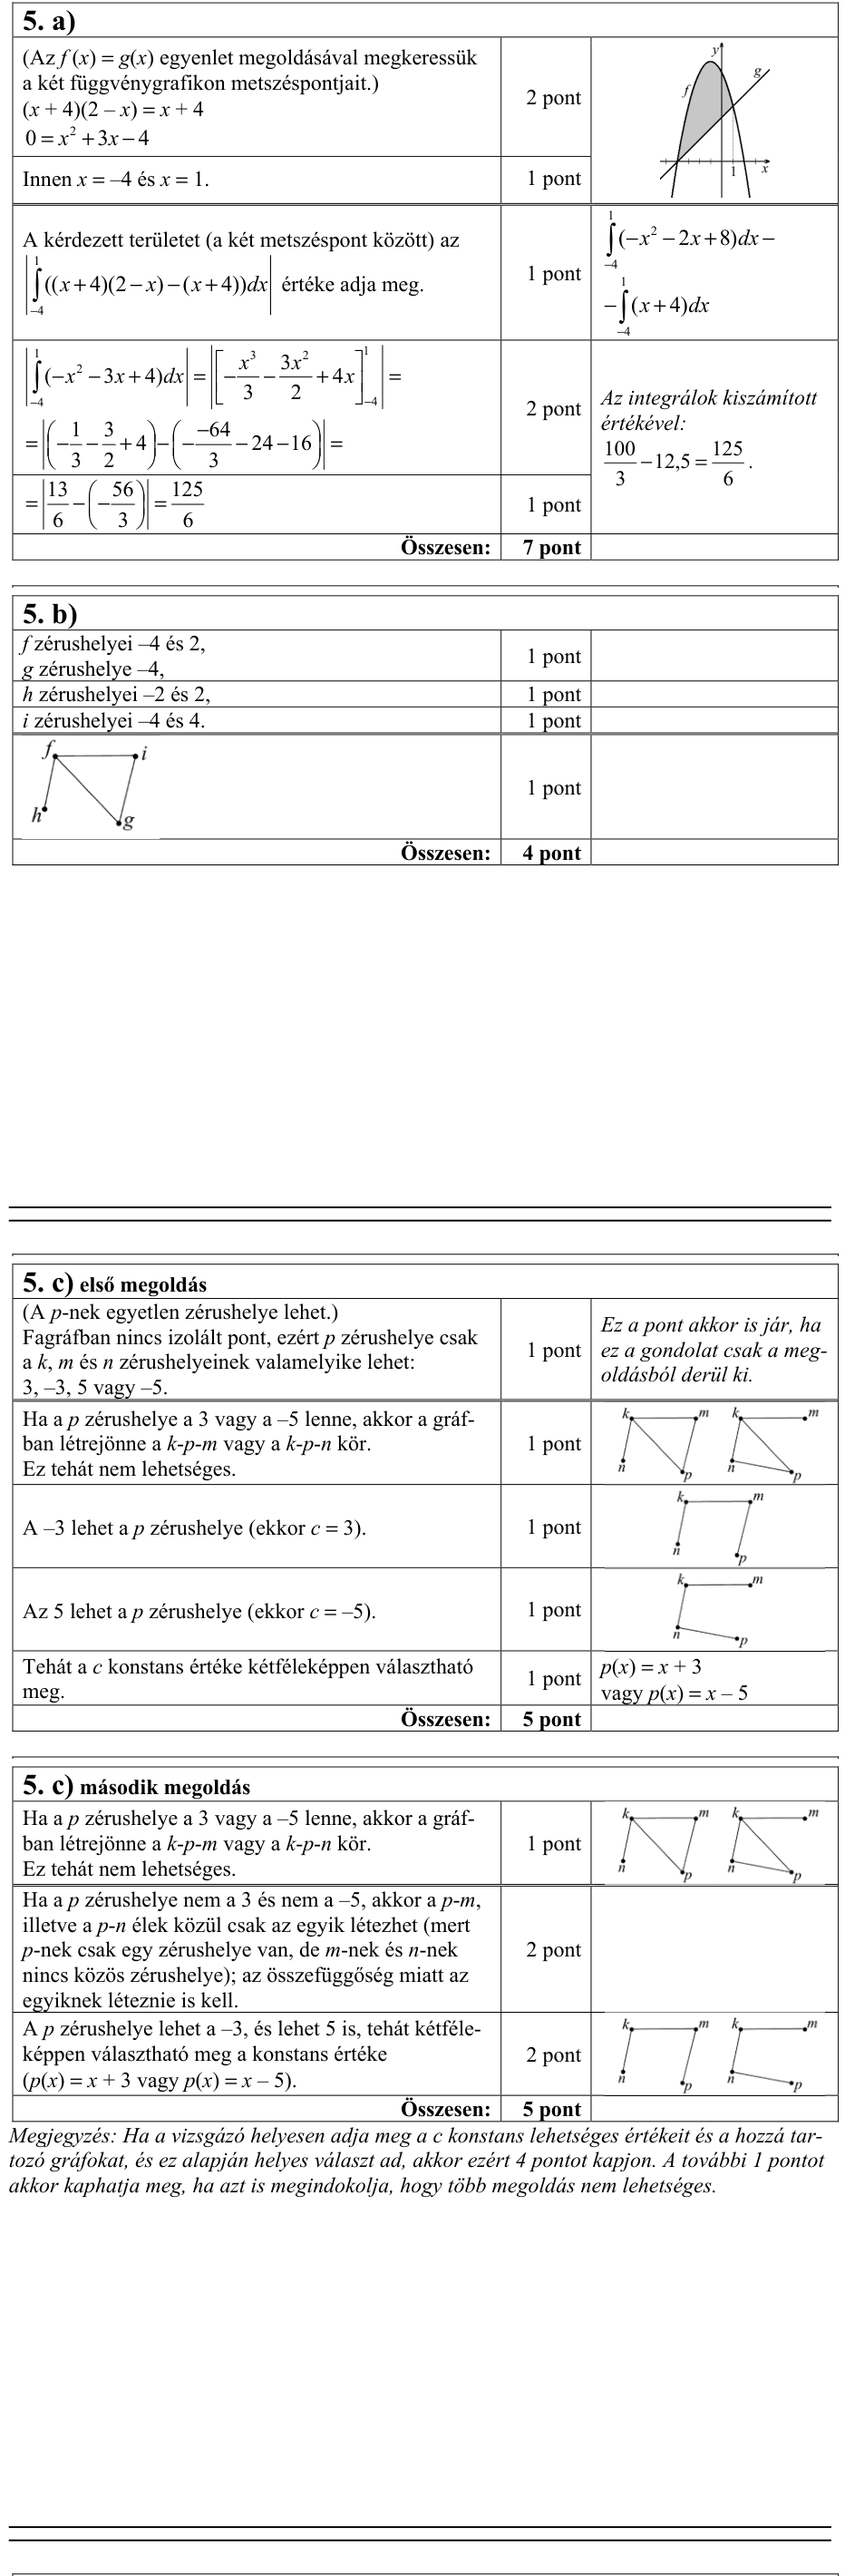 5. a)
(Az f (x) = g(x) egyenlet megoldásával megkeressük
a két függvénygrafikon metszéspontjait.)
(x + 4)(2 – x) = x + 4
0 = x² + 3x – 4
2 pont
y
f
g
1
x
Innen x = –4 és x = 1.
1 pont
A kérdezett területet (a két metszéspont között) az
|∫₋₄¹ ((x + 4)(2 – x) – (x + 4))dx| értéke adja meg.
1 pont
∫₋₄¹ (–x² – 2x + 8)dx –
– ∫₋₄¹ (x + 4)dx
|∫₋₄¹ (–x² – 3x + 4)dx| = |[–x³/3 – 3x²/2 + 4x]₋₄¹| =
= |(–1/3 – 3/2 + 4) – (–(–64)/3 – 24 – 16)| =
2 pont
Az integrálok kiszámított
értékével:
100/3 – 12,5 = 125/6 .
= |13/6 – (–56/3)| = 125/6
1 pont
Összesen: 7 pont
5. b)
f zérushelyei –4 és 2,
g zérushelye –4,
1 pont
h zérushelyei –2 és 2,
1 pont
i zérushelyei –4 és 4.
1 pont
f
i
h
g
1 pont
Összesen: 4 pont
5. c) első megoldás
(A p-nek egyetlen zérushelye lehet.)
Fagráfban nincs izolált pont, ezért p zérushelye csak
a k, m és n zérushelyeinek valamelyike lehet:
3, –3, 5 vagy –5.
1 pont
Ez a pont akkor is jár, ha
ez a gondolat csak a meg-
oldásból derül ki.
Ha a p zérushelye a 3 vagy a –5 lenne, akkor a gráf-
ban létrejönne a k-p-m vagy a k-p-n kör.
Ez tehát nem lehetséges.
1 pont
k m k m
n p n p
A –3 lehet a p zérushelye (ekkor c = 3).
1 pont
k m
n p
Az 5 lehet a p zérushelye (ekkor c = –5).
1 pont
k m
n p
Tehát a c konstans értéke kétféleképpen választható
meg.
1 pont
p(x) = x + 3
vagy p(x) = x – 5
Összesen: 5 pont
5. c) második megoldás
Ha a p zérushelye a 3 vagy a –5 lenne, akkor a gráf-
ban létrejönne a k-p-m vagy a k-p-n kör.
Ez tehát nem lehetséges.
1 pont
k m k m
n p n p
Ha a p zérushelye nem a 3 és nem a –5, akkor a p-m,
illetve a p-n élek közül csak az egyik létezhet (mert
p-nek csak egy zérushelye van, de m-nek és n-nek
nincs közös zérushelye); az összefüggőség miatt az
egyiknek léteznie is kell.
2 pont
A p zérushelye lehet a –3, és lehet 5 is, tehát kétféle-
képpen választható meg a konstans értéke
(p(x) = x + 3 vagy p(x) = x – 5).
2 pont
k m k m
n p n p
Összesen: 5 pont
Megjegyzés: Ha a vizsgázó helyesen adja meg a c konstans lehetséges értékeit és a hozzá tar-
tozó gráfokat, és ez alapján helyes választ ad, akkor ezért 4 pontot kapjon. A további 1 pontot
akkor kaphatja meg, ha azt is megindokolja, hogy több megoldás nem lehetséges.